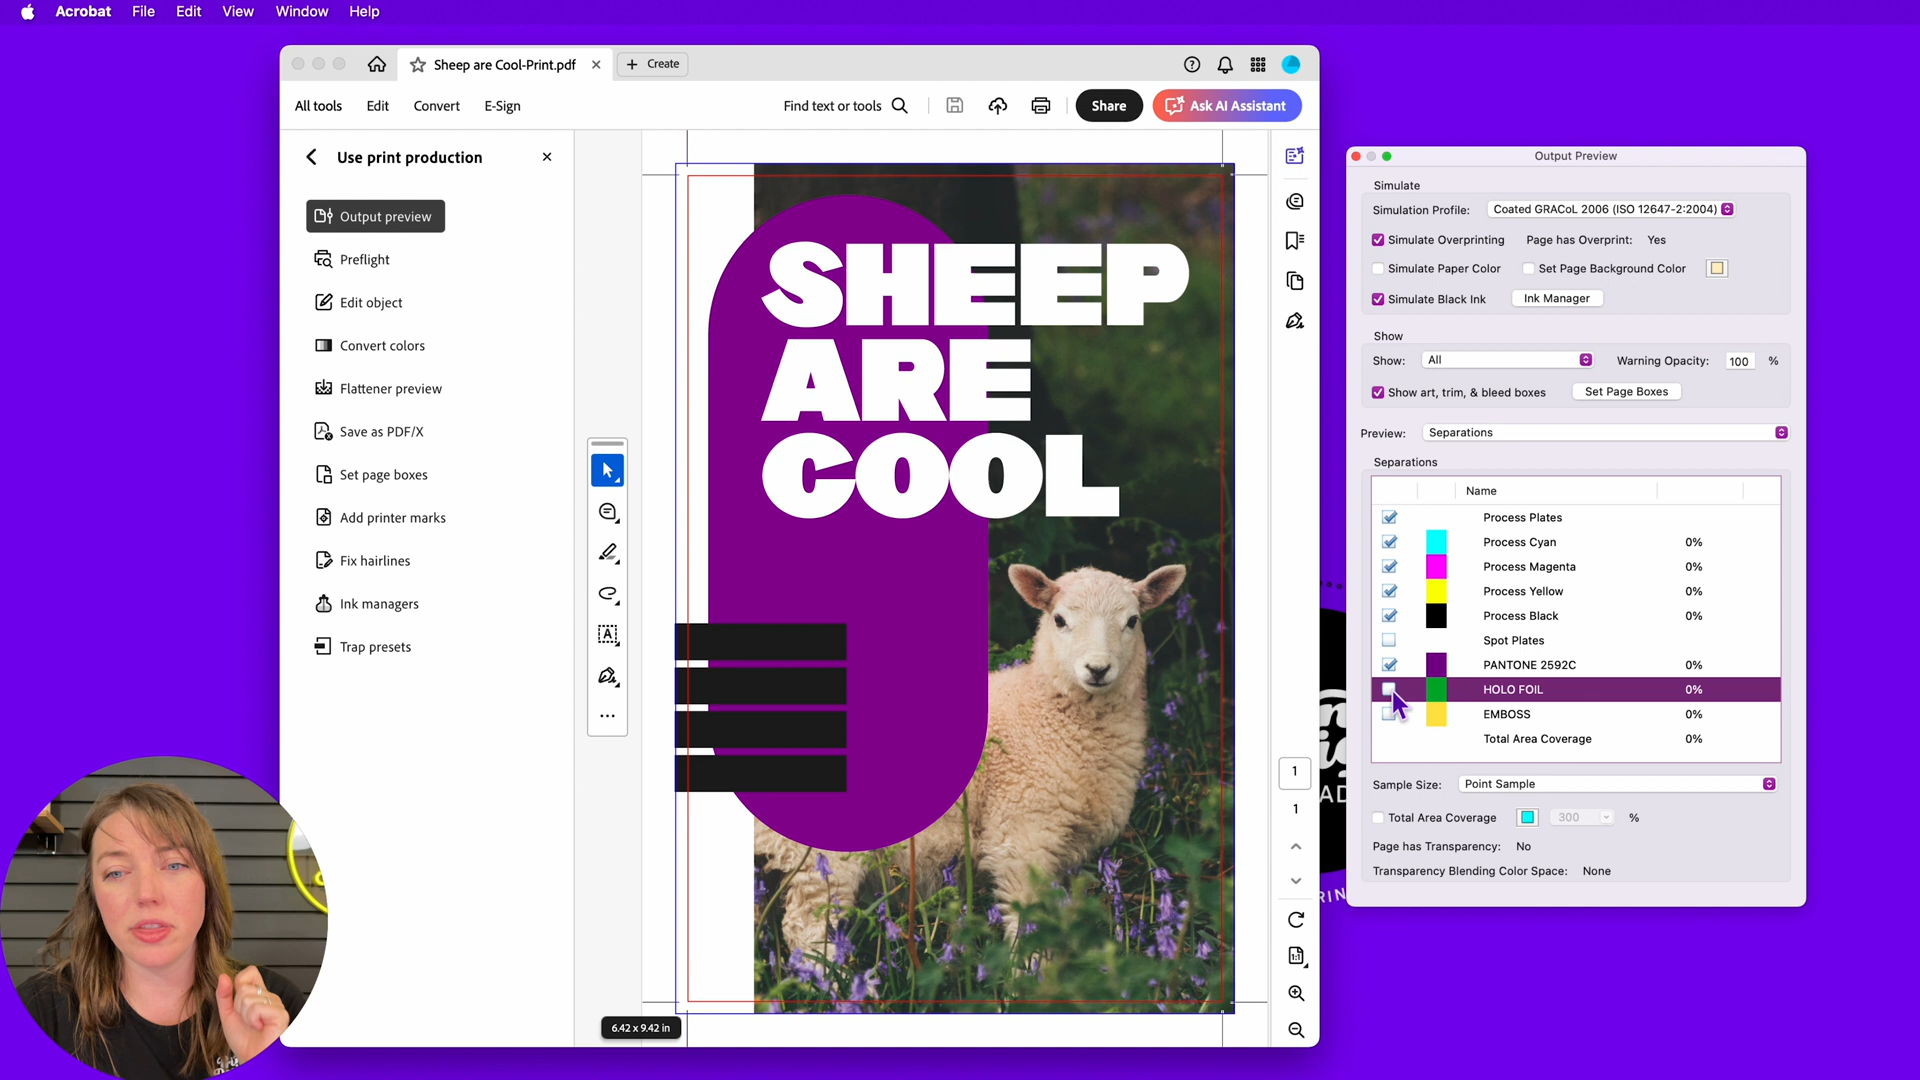 Acrobat File Edit View Window Help
Sheep are Cool-Print.pdf
Create
All tools Edit Convert E-Sign
Find text or tools
Share
Ask AI Assistant
Use print production
Output preview
Preflight
Edit object
Convert colors
Flattener preview
Save as PDF/X
Set page boxes
Add printer marks
Fix hairlines
Ink managers
Trap presets
SHEEP
ARE
COOL
6.42 x 9.42 in
1
1
Output Preview
Simulate
Simulation Profile: Coated GRACoL 2006 (ISO 12647-2:2004)
Simulate Overprinting Page has Overprint: Yes
Simulate Paper Color Set Page Background Color
Simulate Black Ink Ink Manager
Show
Show: All Warning Opacity: 100 %
Show art, trim, & bleed boxes Set Page Boxes
Preview: Separations
Separations
Name
Process Plates
Process Cyan 0%
Process Magenta 0%
Process Yellow 0%
Process Black 0%
Spot Plates
PANTONE 2592C 0%
HOLO FOIL 0%
EMBOSS 0%
Total Area Coverage 0%
Sample Size: Point Sample
Total Area Coverage 300 %
Page has Transparency: No
Transparency Blending Color Space: None